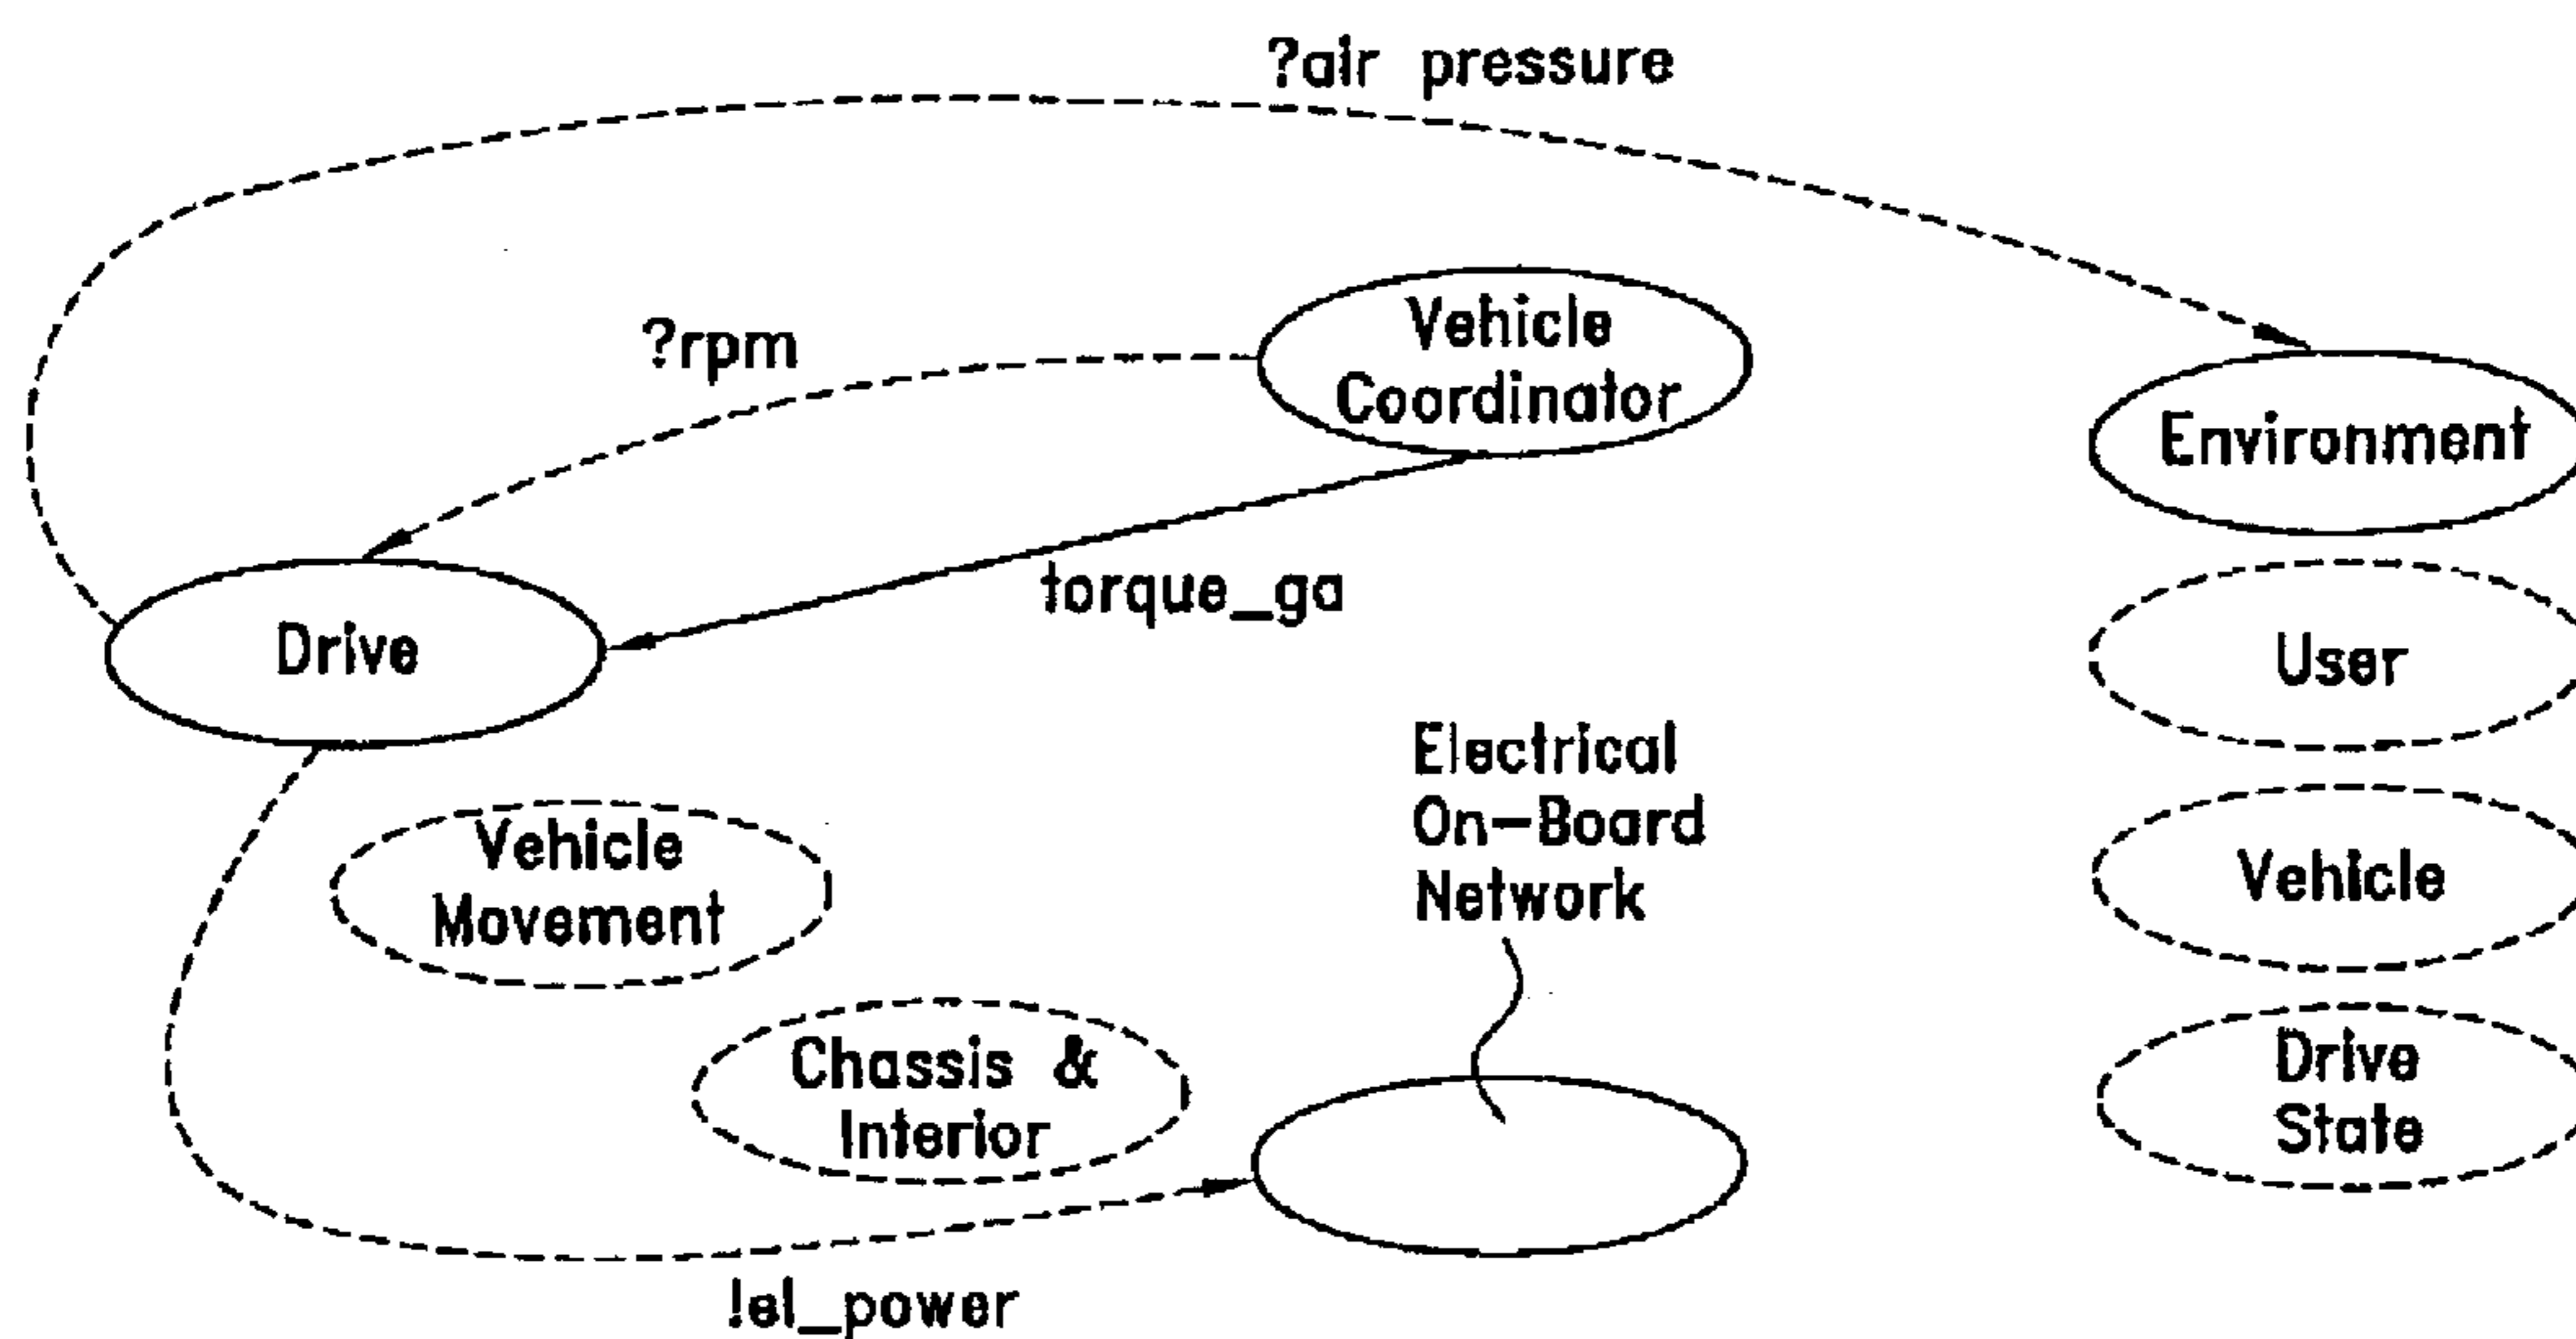 ?air pressure
Vehicle
Coordinator
?rpm
Environment
torque_ga
Drive
User
Electrical
On-Board
Network
Vehicle
Movement
Vehicle
Chassis &
Interior
Drive
State
!el_power